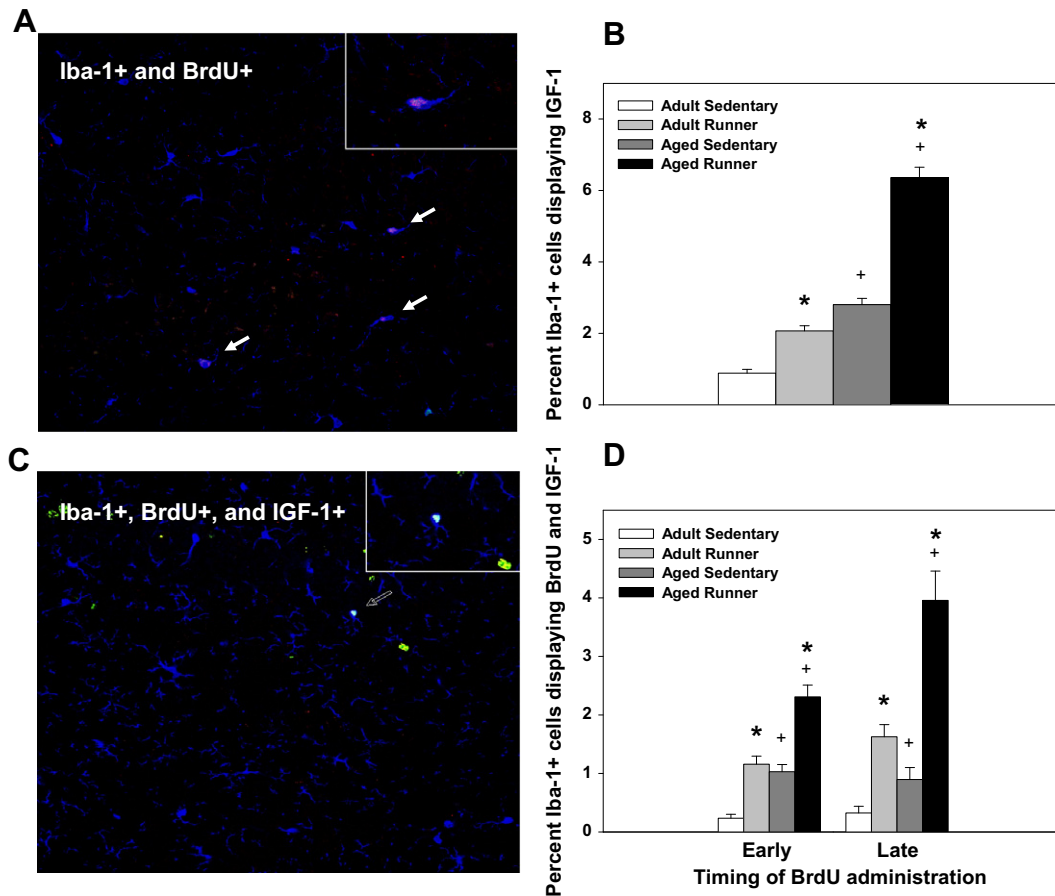 A
Iba-1+ and BrdU+
B
Percent Iba-1+ cells displaying IGF-1
8
6
4
2
0
Adult Sedentary
Adult Runner
Aged Sedentary
Aged Runner
*
+
*
+
C
Iba-1+, BrdU+, and IGF-1+
D
Percent Iba-1+ cells displaying BrdU and IGF-1
5
4
3
2
1
0
Adult Sedentary
Adult Runner
Aged Sedentary
Aged Runner
*
+
*
+
*
+
*
+
Early
Late
Timing of BrdU administration